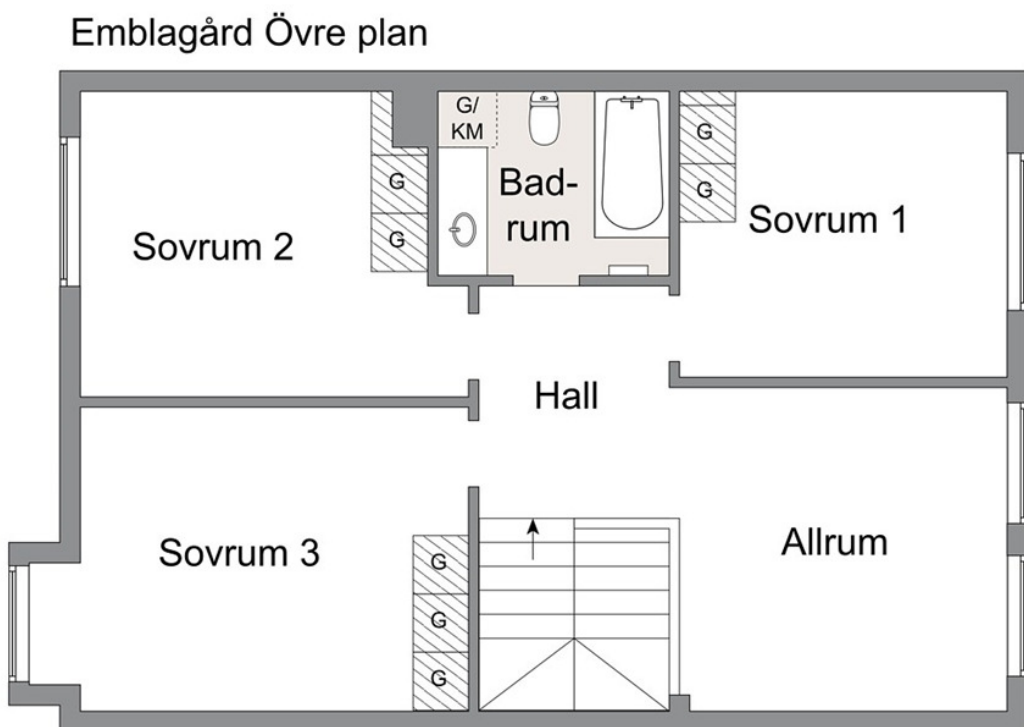 Emblagård Övre plan
G/
KM
Bad-
rum
G
G
Sovrum 2
G
G
Sovrum 1
Hall
Sovrum 3
G
G
G
Allrum